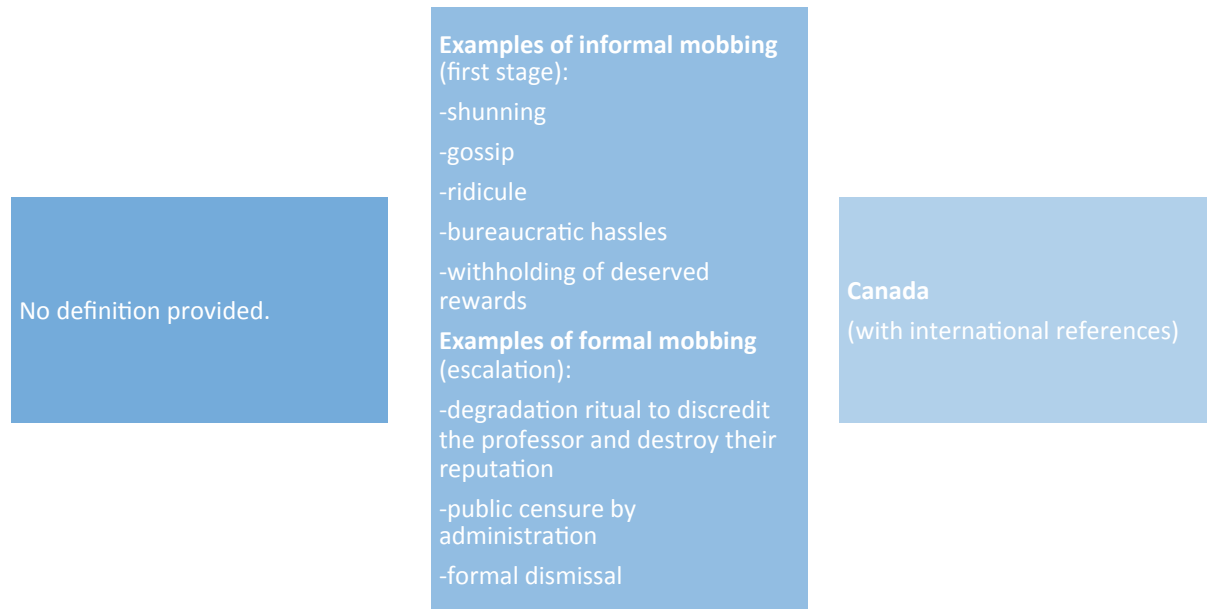 No definition provided.
Examples of informal mobbing
(first stage):
-shunning
-gossip
-ridicule
-bureaucratic hassles
-withholding of deserved
rewards
Examples of formal mobbing
(escalation):
-degradation ritual to discredit
the professor and destroy their
reputation
-public censure by
administration
-formal dismissal
Canada
(with international references)